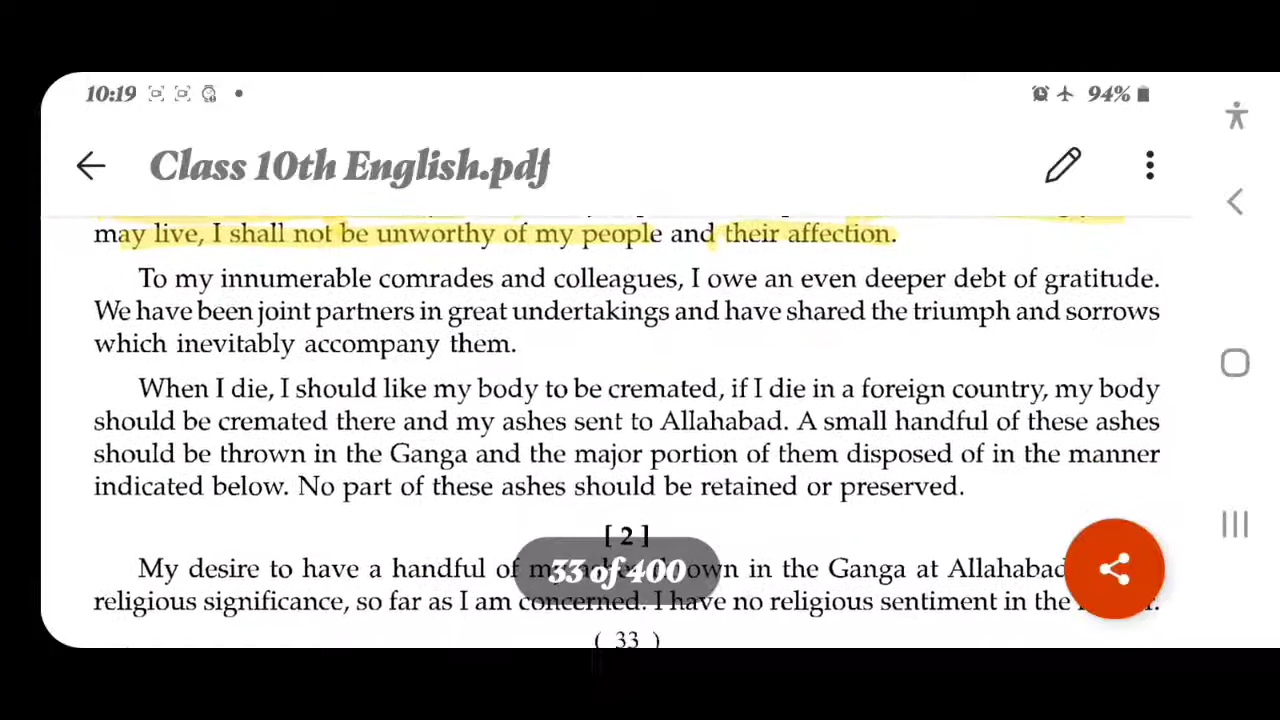 10:19 94%
Class 10th English.pdf
may live, I shall not be unworthy of my people and their affection.
To my innumerable comrades and colleagues, I owe an even deeper debt of gratitude.
We have been joint partners in great undertakings and have shared the triumph and sorrows
which inevitably accompany them.
When I die, I should like my body to be cremated, if I die in a foreign country, my body
should be cremated there and my ashes sent to Allahabad. A small handful of these ashes
should be thrown in the Ganga and the major portion of them disposed of in the manner
indicated below. No part of these ashes should be retained or preserved.
[ 2 ]
My desire to have a handful of in the Ganga at Allahabad
33 of 400
religious significance, so far as I am concerned. I have no religious sentiment in the
( 33 )